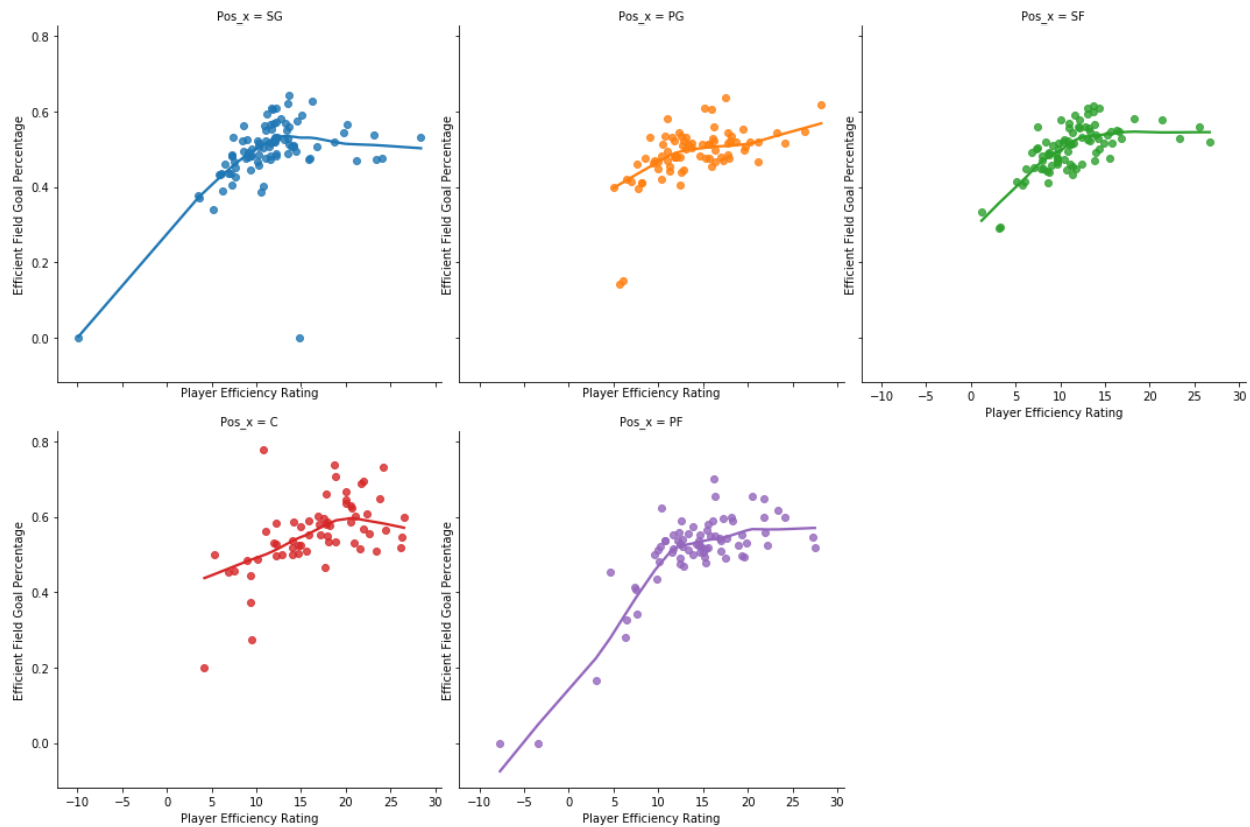 Pos_x = SG
Pos_x = PG
Pos_x = SF
0.8
0.6
0.4
0.2
0.0
Efficient Field Goal Percentage
Efficient Field Goal Percentage
Efficient Field Goal Percentage
Player Efficiency Rating
Player Efficiency Rating
−10 −5 0 5 10 15 20 25 30
Player Efficiency Rating
Pos_x = C
Pos_x = PF
0.8
0.6
0.4
0.2
0.0
Efficient Field Goal Percentage
Efficient Field Goal Percentage
−10 −5 0 5 10 15 20 25 30
−10 −5 0 5 10 15 20 25 30
Player Efficiency Rating
Player Efficiency Rating